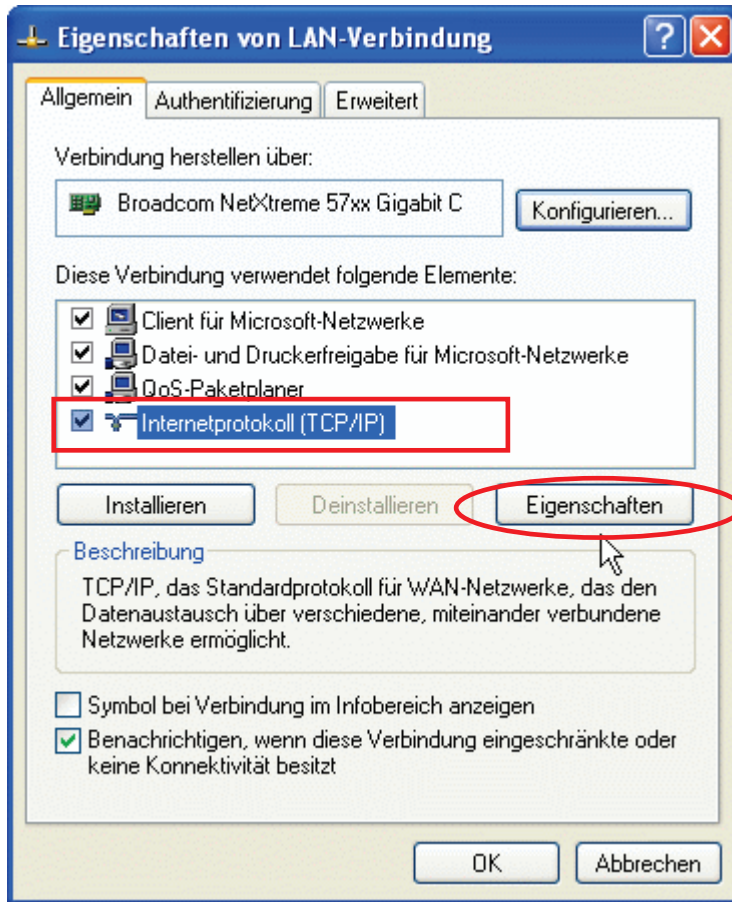 Eigenschaften von LAN-Verbindung
Allgemein Authentifizierung Erweitert
Verbindung herstellen über:
Broadcom NetXtreme 57xx Gigabit C
Konfigurieren...
Diese Verbindung verwendet folgende Elemente:
Client für Microsoft-Netzwerke
Datei- und Druckerfreigabe für Microsoft-Netzwerke
QoS-Paketplaner
Internetprotokoll (TCP/IP)
Installieren Deinstallieren Eigenschaften
Beschreibung
TCP/IP, das Standardprotokoll für WAN-Netzwerke, das den
Datenaustausch über verschiedene, miteinander verbundene
Netzwerke ermöglicht.
Symbol bei Verbindung im Infobereich anzeigen
Benachrichtigen, wenn diese Verbindung eingeschränkte oder
keine Konnektivität besitzt
OK Abbrechen